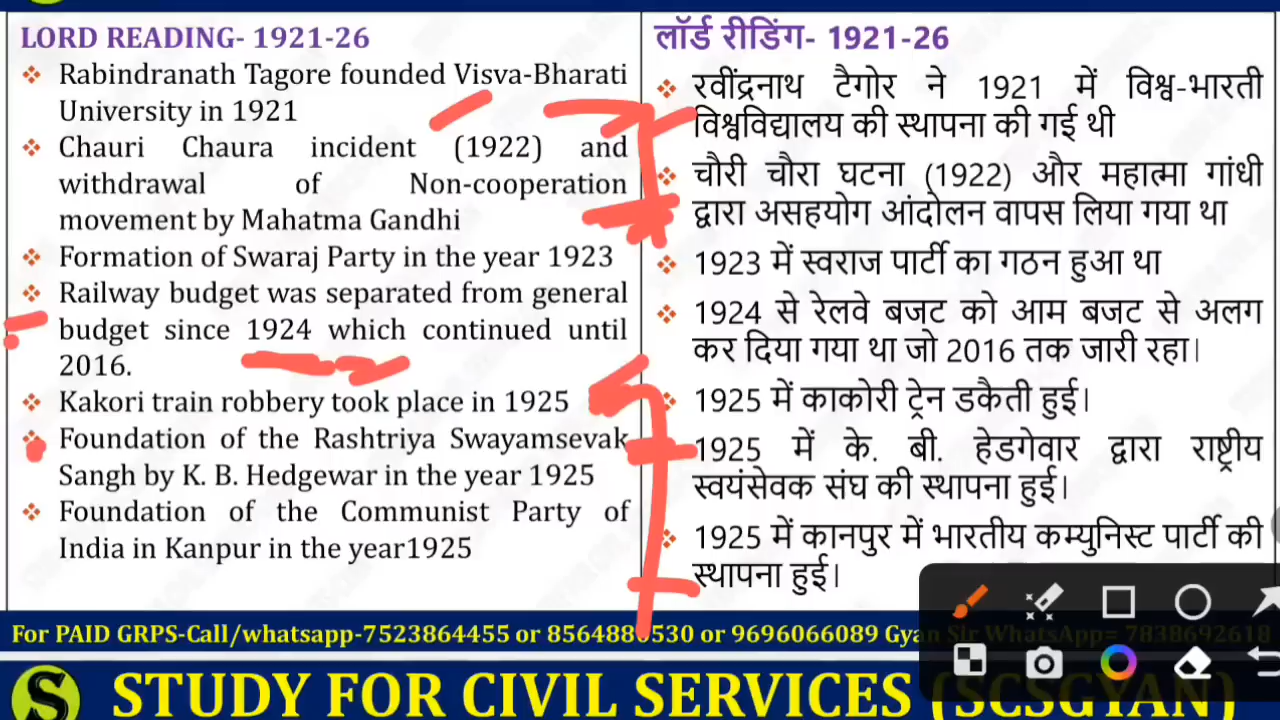 LORD READING- 1921-26
❖ Rabindranath Tagore founded Visva-Bharati
University in 1921
❖ Chauri Chaura incident (1922) and
withdrawal of Non-cooperation
movement by Mahatma Gandhi
❖ Formation of Swaraj Party in the year 1923
❖ Railway budget was separated from general
budget since 1924 which continued until
2016.
❖ Kakori train robbery took place in 1925
❖ Foundation of the Rashtriya Swayamsevak
Sangh by K. B. Hedgewar in the year 1925
❖ Foundation of the Communist Party of
India in Kanpur in the year1925
लॉर्ड रीडिंग- 1921-26
❖ रवींद्रनाथ टैगोर ने 1921 में विश्व-भारती
विश्वविद्यालय की स्थापना की गई थी
❖ चौरी चौरा घटना (1922) और महात्मा गांधी
द्वारा असहयोग आंदोलन वापस लिया गया था
❖ 1923 में स्वराज पार्टी का गठन हुआ था
❖ 1924 से रेलवे बजट को आम बजट से अलग
कर दिया गया था जो 2016 तक जारी रहा।
❖ 1925 में काकोरी ट्रेन डकैती हुई।
❖ 1925 में के. बी. हेडगेवार द्वारा राष्ट्रीय
स्वयंसेवक संघ की स्थापना हुई।
❖ 1925 में कानपुर में भारतीय कम्युनिस्ट पार्टी की
स्थापना हुई।
For PAID GRPS-Call/whatsapp-7523864455 or 8564880530 or 9696066089 Gyan Sir WhatsApp= 7838692618
S STUDY FOR CIVIL SERVICES (SCSGYAN)